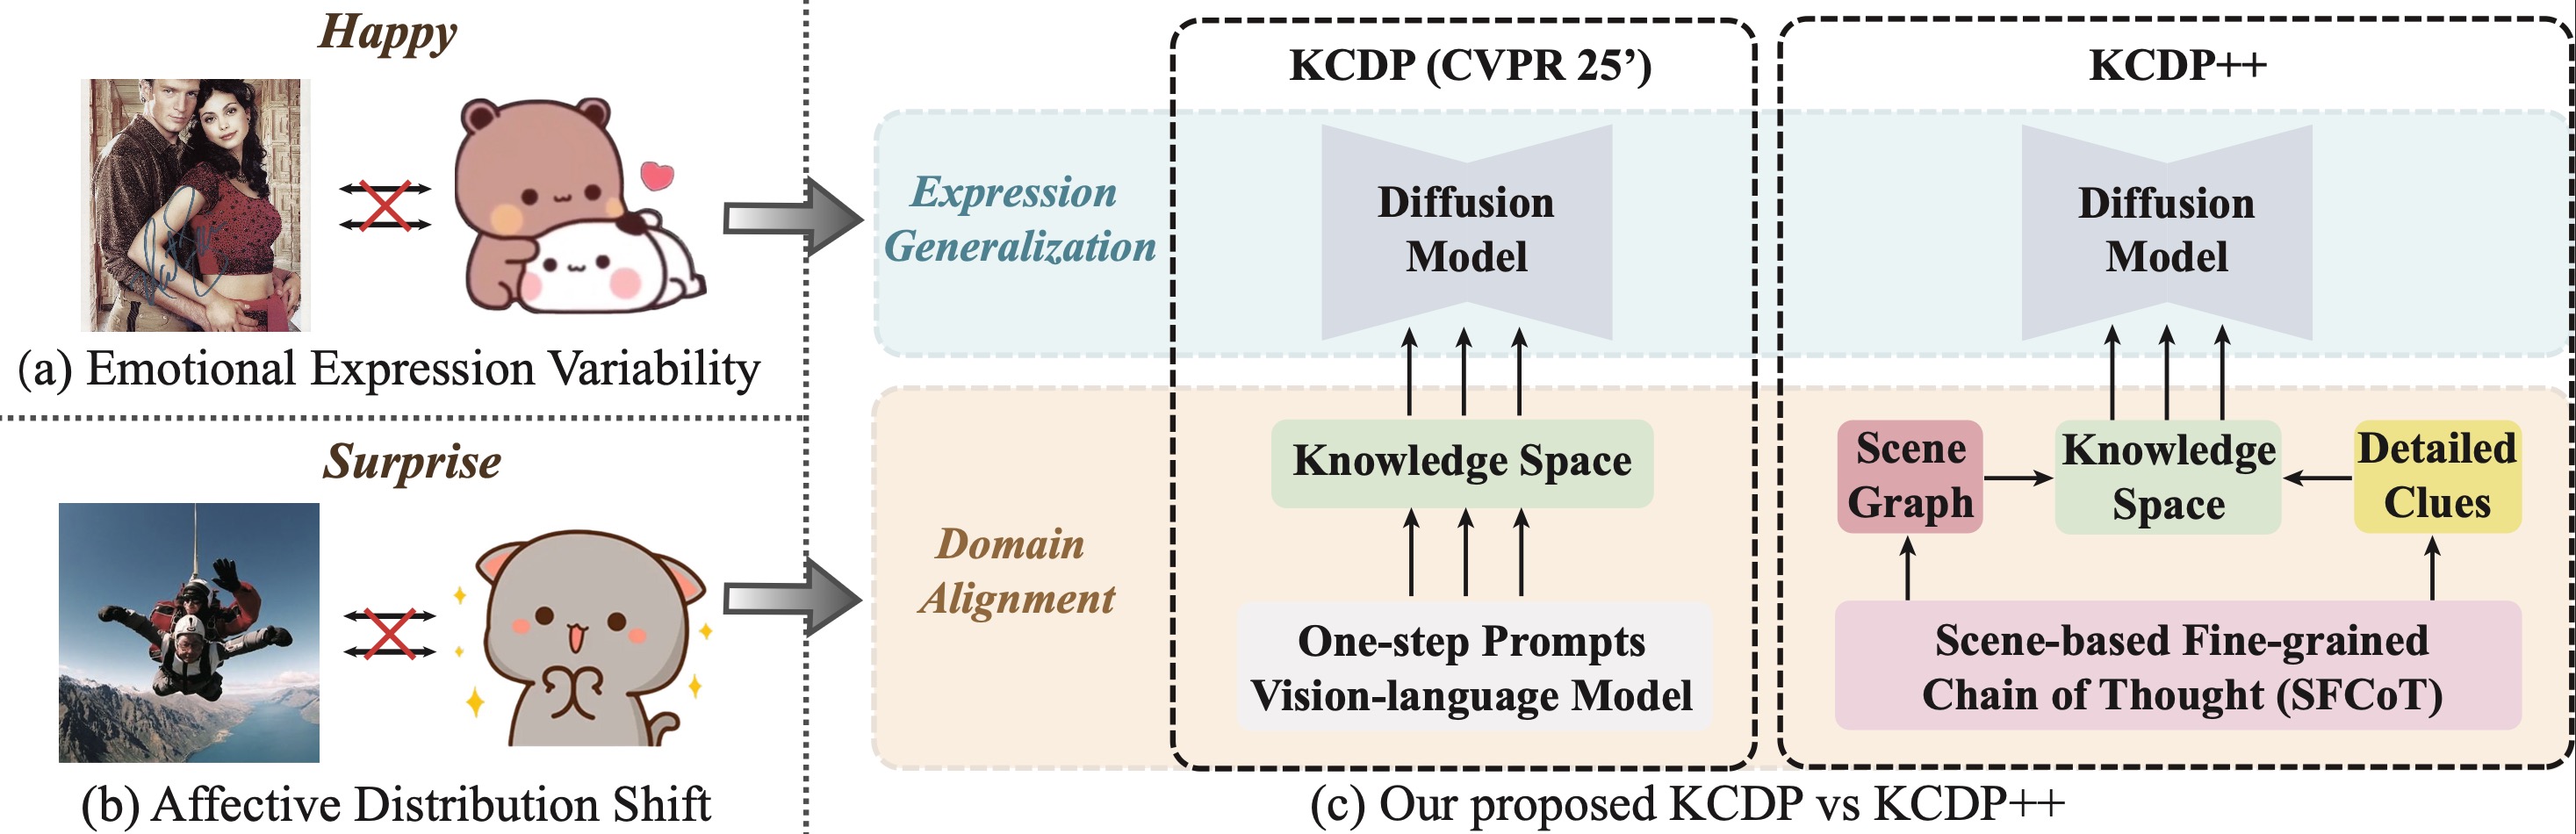 Happy
(a) Emotional Expression Variability
Surprise
(b) Affective Distribution Shift
Expression
Generalization
Domain
Alignment
KCDP (CVPR 25’)
Diffusion
Model
Knowledge Space
One-step Prompts
Vision-language Model
KCDP++
Diffusion
Model
Scene
Graph
Knowledge
Space
Detailed
Clues
Scene-based Fine-grained
Chain of Thought (SFCoT)
(c) Our proposed KCDP vs KCDP++